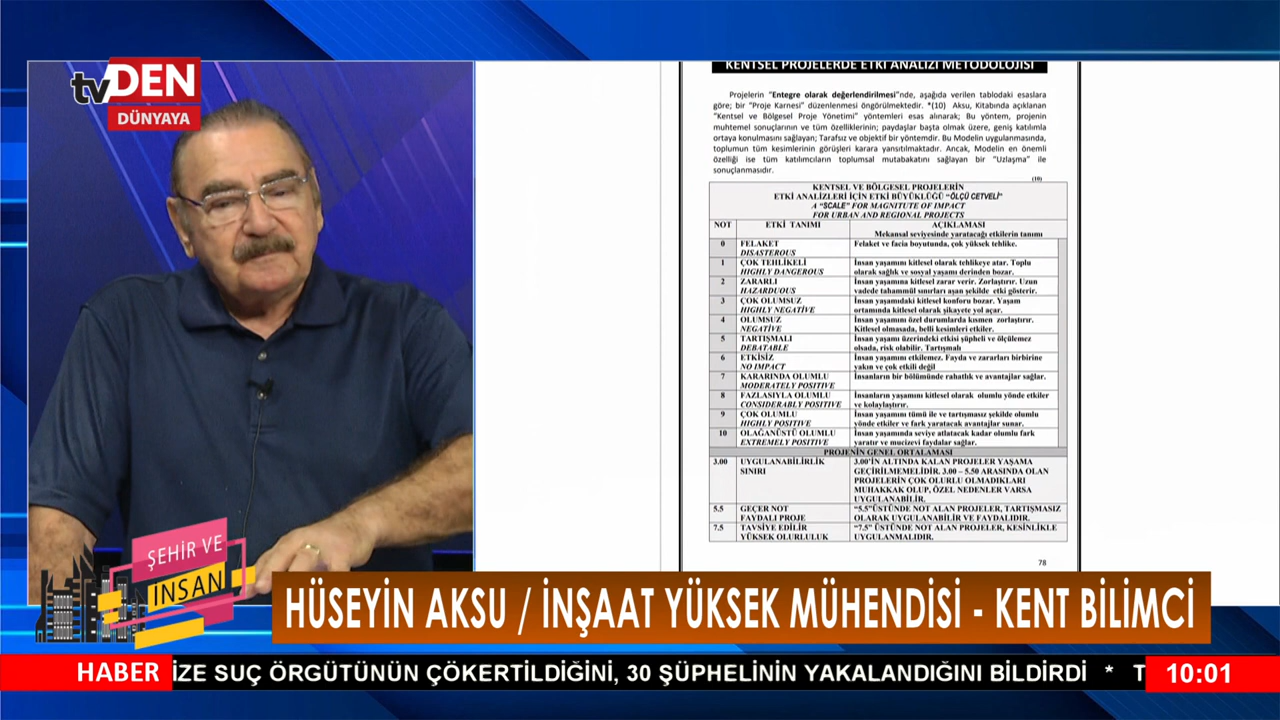 tvDEN
DÜNYAYA
KENTSEL PROJELERDE ETKİ ANALİZİ METODOLOJİSİ
Projelerin “Entegre olarak değerlendirilmesi”nde, aşağıda verilen tablodaki esaslara
göre; bir “Proje Karnesi” düzenlenmesi öngörülmektedir. *(10) Aksu, Kitabında açıklanan
“Kentsel ve Bölgesel Proje Yönetimi” yöntemleri esas alınarak; Bu yöntem, projenin
muhtemel sonuçlarının ve tüm özelliklerinin; paydaşlar başta olmak üzere, geniş katılımla
ortaya konulmasını sağlayan; Tarafsız ve objektif bir yöntemdir. Bu Modelin uygulanmasında,
toplumun tüm kesimlerinin görüşleri karara yansıtılmaktadır. Ancak, Modelin en önemli
özelliği ise tüm katılımcıların toplumsal mutabakatını sağlayan bir “Uzlaşma” ile
sonuçlanmasıdır.
(10)
KENTSEL VE BÖLGESEL PROJELERİN
ETKİ ANALİZLERİ İÇİN ETKİ BÜYÜKLÜĞÜ “ÖLÇÜ CETVELİ”
A “SCALE” FOR MAGNITUTE OF IMPACT
FOR URBAN AND REGIONAL PROJECTS
NOT ETKİ TANIMI AÇIKLAMASI
Mekansal seviyesinde yaratacağı etkilerin tanımı
0 FELAKET Felaket ve facia boyutunda, çok yüksek tehlike.
DISASTEROUS
1 ÇOK TEHLİKELİ İnsan yaşamını kitlesel olarak tehlikeye atar. Toplu
HIGHLY DANGEROUS olarak sağlık ve sosyal yaşamı derinden bozar.
2 ZARARLI İnsan yaşamına kitlesel zarar verir. Zorlaştırır. Uzun
HAZARDUOUS vadede tahammül sınırları aşan şekilde etki gösterir.
3 ÇOK OLUMSUZ İnsan yaşamıdaki kitlesel konforu bozar. Yaşam
HIGHLY NEGATİVE ortamında kitlesel olarak şikayete yol açar.
4 OLUMSUZ İnsan yaşamını özel durumlarda kısmen zorlaştırır.
NEGATİVE Kitlesel olmasada, belli kesimleri etkiler.
5 TARTIŞMALI İnsan yaşamı üzerindeki etkisi şüpheli ve ölçülemez
DEBATABLE olsada, risk olabilir. Tartışmalı
6 ETKİSİZ İnsan yaşamını etkilemez. Fayda ve zararları birbirine
NO IMPACT yakın ve çok etkili değil
7 KARARINDA OLUMLU İnsanların bir bölümünde rahatlık ve avantajlar sağlar.
MODERATELY POSITIVE
8 FAZLASIYLA OLUMLU İnsanların yaşamını kitlesel olarak olumlu yönde etkiler
CONSİDERABLY POSITIVE ve kolaylaştırır.
9 ÇOK OLUMLU İnsan yaşamını tümü ile ve tartışmasız şekilde olumlu
HIGHLY POSITIVE yönde etkiler ve fark yaratacak avantajlar sunar.
10 OLAĞANÜSTÜ OLUMLU İnsan yaşamında seviye atlatacak kadar olumlu fark
EXTREMELY POSITIVE yaratır ve mucizevi faydalar sağlar.
PROJENİN GENEL ORTALAMASI
3.00 UYGULANABİLİRLİK 3.00’İN ALTINDA KALAN PROJELER YAŞAMA
SINIRI GEÇİRİLMEMELİDİR. 3.00 – 5.50 ARASINDA OLAN
PROJELERİN ÇOK OLURLU OLMADIKLARI
MUHAKKAK OLUP, ÖZEL NEDENLER VARSA
UYGULANABİLİR.
5.5 GEÇER NOT “5.5”ÜSTÜNDE NOT ALAN PROJELER, TARTIŞMASIZ
FAYDALI PROJE OLARAK UYGULANABİLİR VE FAYDALIDIR.
7.5 TAVSİYE EDİLİR “7.5” ÜSTÜNDE NOT ALAN PROJELER, KESİNLİKLE
YÜKSEK OLURLULUK UYGULANMALIDIR.
78
ŞEHİR VE
İNSAN
HÜSEYİN AKSU / İNŞAAT YÜKSEK MÜHENDİSİ - KENT BİLİMCİ
HABER İZE SUÇ ÖRGÜTÜNÜN ÇÖKERTİLDİĞİNİ, 30 ŞÜPHELİNİN YAKALANDIĞINI BİLDİRDİ * T 10:01